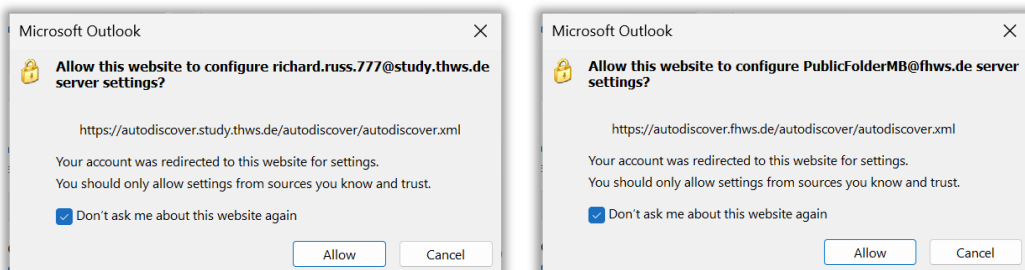 Microsoft Outlook
Allow this website to configure richard.russ.777@study.thws.de
server settings?
https://autodiscover.study.thws.de/autodiscover/autodiscover.xml
Your account was redirected to this website for settings.
You should only allow settings from sources you know and trust.
Don't ask me about this website again
Allow
Cancel
Microsoft Outlook
Allow this website to configure PublicFolderMB@fhws.de server
settings?
https://autodiscover.fhws.de/autodiscover/autodiscover.xml
Your account was redirected to this website for settings.
You should only allow settings from sources you know and trust.
Don't ask me about this website again
Allow
Cancel